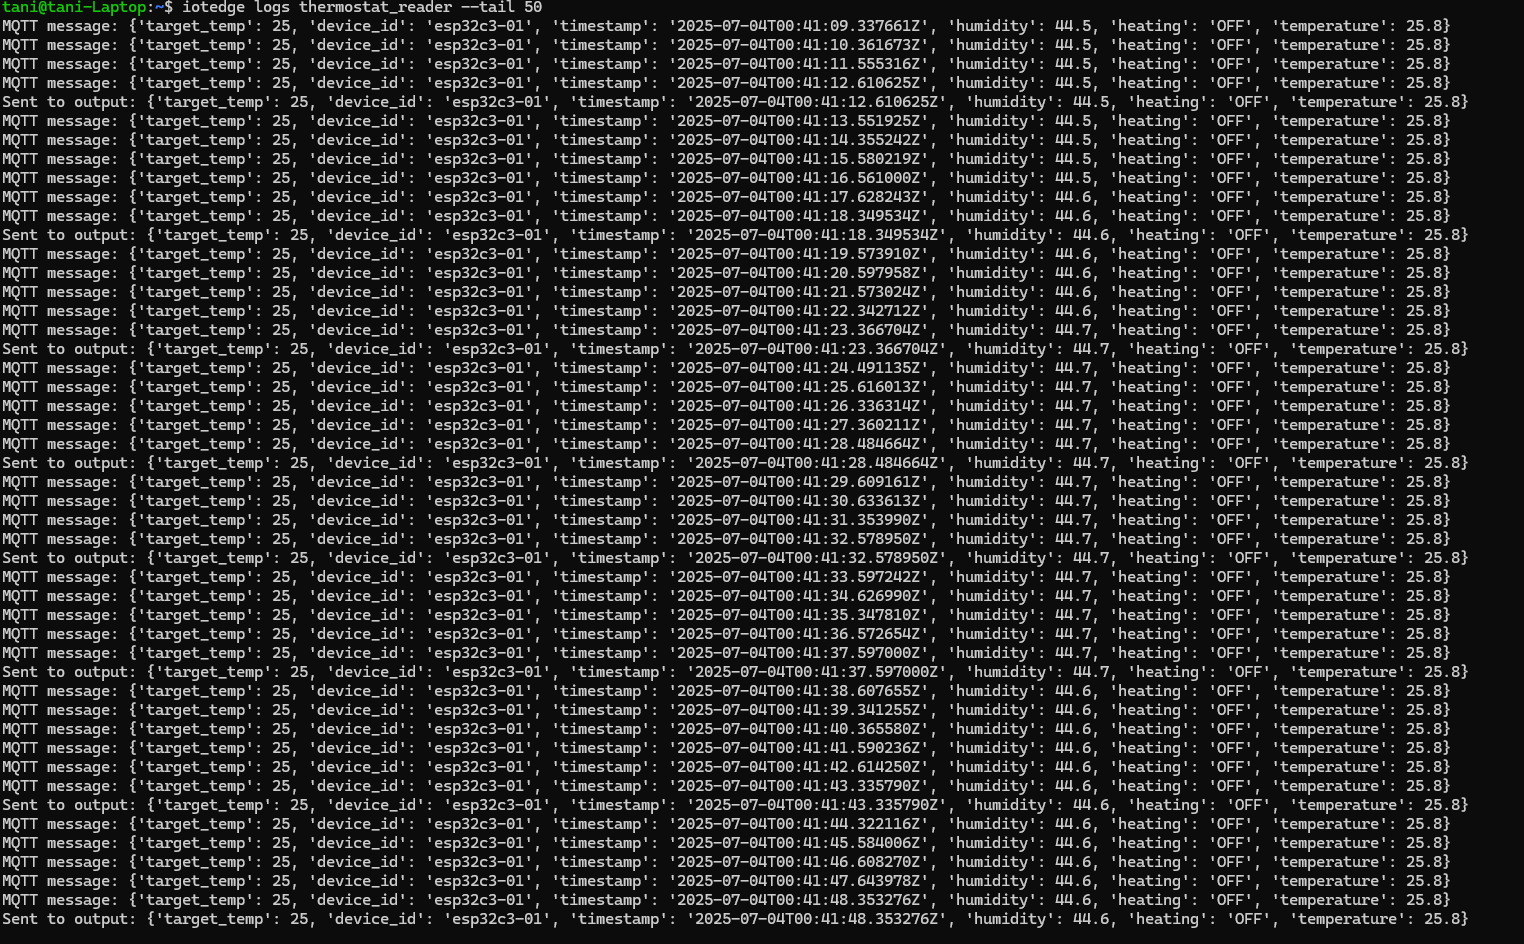 tani@tani-Laptop:~$ iotedge logs thermostat_reader --tail 50
MQTT message: {'target_temp': 25, 'device_id': 'esp32c3-01', 'timestamp': '2025-07-04T00:41:09.337661Z', 'humidity': 44.5, 'heating': 'OFF', 'temperature': 25.8}
MQTT message: {'target_temp': 25, 'device_id': 'esp32c3-01', 'timestamp': '2025-07-04T00:41:10.361673Z', 'humidity': 44.5, 'heating': 'OFF', 'temperature': 25.8}
MQTT message: {'target_temp': 25, 'device_id': 'esp32c3-01', 'timestamp': '2025-07-04T00:41:11.555316Z', 'humidity': 44.5, 'heating': 'OFF', 'temperature': 25.8}
MQTT message: {'target_temp': 25, 'device_id': 'esp32c3-01', 'timestamp': '2025-07-04T00:41:12.610625Z', 'humidity': 44.5, 'heating': 'OFF', 'temperature': 25.8}
Sent to output: {'target_temp': 25, 'device_id': 'esp32c3-01', 'timestamp': '2025-07-04T00:41:12.610625Z', 'humidity': 44.5, 'heating': 'OFF', 'temperature': 25.8}
MQTT message: {'target_temp': 25, 'device_id': 'esp32c3-01', 'timestamp': '2025-07-04T00:41:13.551925Z', 'humidity': 44.5, 'heating': 'OFF', 'temperature': 25.8}
MQTT message: {'target_temp': 25, 'device_id': 'esp32c3-01', 'timestamp': '2025-07-04T00:41:14.355242Z', 'humidity': 44.5, 'heating': 'OFF', 'temperature': 25.8}
MQTT message: {'target_temp': 25, 'device_id': 'esp32c3-01', 'timestamp': '2025-07-04T00:41:15.580219Z', 'humidity': 44.5, 'heating': 'OFF', 'temperature': 25.8}
MQTT message: {'target_temp': 25, 'device_id': 'esp32c3-01', 'timestamp': '2025-07-04T00:41:16.561000Z', 'humidity': 44.5, 'heating': 'OFF', 'temperature': 25.8}
MQTT message: {'target_temp': 25, 'device_id': 'esp32c3-01', 'timestamp': '2025-07-04T00:41:17.628243Z', 'humidity': 44.6, 'heating': 'OFF', 'temperature': 25.8}
MQTT message: {'target_temp': 25, 'device_id': 'esp32c3-01', 'timestamp': '2025-07-04T00:41:18.349534Z', 'humidity': 44.6, 'heating': 'OFF', 'temperature': 25.8}
Sent to output: {'target_temp': 25, 'device_id': 'esp32c3-01', 'timestamp': '2025-07-04T00:41:18.349534Z', 'humidity': 44.6, 'heating': 'OFF', 'temperature': 25.8}
MQTT message: {'target_temp': 25, 'device_id': 'esp32c3-01', 'timestamp': '2025-07-04T00:41:19.573910Z', 'humidity': 44.6, 'heating': 'OFF', 'temperature': 25.8}
MQTT message: {'target_temp': 25, 'device_id': 'esp32c3-01', 'timestamp': '2025-07-04T00:41:20.597958Z', 'humidity': 44.6, 'heating': 'OFF', 'temperature': 25.8}
MQTT message: {'target_temp': 25, 'device_id': 'esp32c3-01', 'timestamp': '2025-07-04T00:41:21.573024Z', 'humidity': 44.6, 'heating': 'OFF', 'temperature': 25.8}
MQTT message: {'target_temp': 25, 'device_id': 'esp32c3-01', 'timestamp': '2025-07-04T00:41:22.342712Z', 'humidity': 44.6, 'heating': 'OFF', 'temperature': 25.8}
MQTT message: {'target_temp': 25, 'device_id': 'esp32c3-01', 'timestamp': '2025-07-04T00:41:23.366704Z', 'humidity': 44.7, 'heating': 'OFF', 'temperature': 25.8}
Sent to output: {'target_temp': 25, 'device_id': 'esp32c3-01', 'timestamp': '2025-07-04T00:41:23.366704Z', 'humidity': 44.7, 'heating': 'OFF', 'temperature': 25.8}
MQTT message: {'target_temp': 25, 'device_id': 'esp32c3-01', 'timestamp': '2025-07-04T00:41:24.491135Z', 'humidity': 44.7, 'heating': 'OFF', 'temperature': 25.8}
MQTT message: {'target_temp': 25, 'device_id': 'esp32c3-01', 'timestamp': '2025-07-04T00:41:25.616013Z', 'humidity': 44.7, 'heating': 'OFF', 'temperature': 25.8}
MQTT message: {'target_temp': 25, 'device_id': 'esp32c3-01', 'timestamp': '2025-07-04T00:41:26.336314Z', 'humidity': 44.7, 'heating': 'OFF', 'temperature': 25.8}
MQTT message: {'target_temp': 25, 'device_id': 'esp32c3-01', 'timestamp': '2025-07-04T00:41:27.360211Z', 'humidity': 44.7, 'heating': 'OFF', 'temperature': 25.8}
MQTT message: {'target_temp': 25, 'device_id': 'esp32c3-01', 'timestamp': '2025-07-04T00:41:28.484664Z', 'humidity': 44.7, 'heating': 'OFF', 'temperature': 25.8}
Sent to output: {'target_temp': 25, 'device_id': 'esp32c3-01', 'timestamp': '2025-07-04T00:41:28.484664Z', 'humidity': 44.7, 'heating': 'OFF', 'temperature': 25.8}
MQTT message: {'target_temp': 25, 'device_id': 'esp32c3-01', 'timestamp': '2025-07-04T00:41:29.609161Z', 'humidity': 44.7, 'heating': 'OFF', 'temperature': 25.8}
MQTT message: {'target_temp': 25, 'device_id': 'esp32c3-01', 'timestamp': '2025-07-04T00:41:30.633613Z', 'humidity': 44.7, 'heating': 'OFF', 'temperature': 25.8}
MQTT message: {'target_temp': 25, 'device_id': 'esp32c3-01', 'timestamp': '2025-07-04T00:41:31.353990Z', 'humidity': 44.7, 'heating': 'OFF', 'temperature': 25.8}
MQTT message: {'target_temp': 25, 'device_id': 'esp32c3-01', 'timestamp': '2025-07-04T00:41:32.578950Z', 'humidity': 44.7, 'heating': 'OFF', 'temperature': 25.8}
Sent to output: {'target_temp': 25, 'device_id': 'esp32c3-01', 'timestamp': '2025-07-04T00:41:32.578950Z', 'humidity': 44.7, 'heating': 'OFF', 'temperature': 25.8}
MQTT message: {'target_temp': 25, 'device_id': 'esp32c3-01', 'timestamp': '2025-07-04T00:41:33.597242Z', 'humidity': 44.7, 'heating': 'OFF', 'temperature': 25.8}
MQTT message: {'target_temp': 25, 'device_id': 'esp32c3-01', 'timestamp': '2025-07-04T00:41:34.626990Z', 'humidity': 44.7, 'heating': 'OFF', 'temperature': 25.8}
MQTT message: {'target_temp': 25, 'device_id': 'esp32c3-01', 'timestamp': '2025-07-04T00:41:35.347810Z', 'humidity': 44.7, 'heating': 'OFF', 'temperature': 25.8}
MQTT message: {'target_temp': 25, 'device_id': 'esp32c3-01', 'timestamp': '2025-07-04T00:41:36.572654Z', 'humidity': 44.7, 'heating': 'OFF', 'temperature': 25.8}
MQTT message: {'target_temp': 25, 'device_id': 'esp32c3-01', 'timestamp': '2025-07-04T00:41:37.597000Z', 'humidity': 44.7, 'heating': 'OFF', 'temperature': 25.8}
Sent to output: {'target_temp': 25, 'device_id': 'esp32c3-01', 'timestamp': '2025-07-04T00:41:37.597000Z', 'humidity': 44.7, 'heating': 'OFF', 'temperature': 25.8}
MQTT message: {'target_temp': 25, 'device_id': 'esp32c3-01', 'timestamp': '2025-07-04T00:41:38.607655Z', 'humidity': 44.6, 'heating': 'OFF', 'temperature': 25.8}
MQTT message: {'target_temp': 25, 'device_id': 'esp32c3-01', 'timestamp': '2025-07-04T00:41:39.341255Z', 'humidity': 44.6, 'heating': 'OFF', 'temperature': 25.8}
MQTT message: {'target_temp': 25, 'device_id': 'esp32c3-01', 'timestamp': '2025-07-04T00:41:40.365580Z', 'humidity': 44.6, 'heating': 'OFF', 'temperature': 25.8}
MQTT message: {'target_temp': 25, 'device_id': 'esp32c3-01', 'timestamp': '2025-07-04T00:41:41.590236Z', 'humidity': 44.6, 'heating': 'OFF', 'temperature': 25.8}
MQTT message: {'target_temp': 25, 'device_id': 'esp32c3-01', 'timestamp': '2025-07-04T00:41:42.614250Z', 'humidity': 44.6, 'heating': 'OFF', 'temperature': 25.8}
MQTT message: {'target_temp': 25, 'device_id': 'esp32c3-01', 'timestamp': '2025-07-04T00:41:43.335790Z', 'humidity': 44.6, 'heating': 'OFF', 'temperature': 25.8}
Sent to output: {'target_temp': 25, 'device_id': 'esp32c3-01', 'timestamp': '2025-07-04T00:41:43.335790Z', 'humidity': 44.6, 'heating': 'OFF', 'temperature': 25.8}
MQTT message: {'target_temp': 25, 'device_id': 'esp32c3-01', 'timestamp': '2025-07-04T00:41:44.322116Z', 'humidity': 44.6, 'heating': 'OFF', 'temperature': 25.8}
MQTT message: {'target_temp': 25, 'device_id': 'esp32c3-01', 'timestamp': '2025-07-04T00:41:45.584006Z', 'humidity': 44.6, 'heating': 'OFF', 'temperature': 25.8}
MQTT message: {'target_temp': 25, 'device_id': 'esp32c3-01', 'timestamp': '2025-07-04T00:41:46.608270Z', 'humidity': 44.6, 'heating': 'OFF', 'temperature': 25.8}
MQTT message: {'target_temp': 25, 'device_id': 'esp32c3-01', 'timestamp': '2025-07-04T00:41:47.643978Z', 'humidity': 44.6, 'heating': 'OFF', 'temperature': 25.8}
MQTT message: {'target_temp': 25, 'device_id': 'esp32c3-01', 'timestamp': '2025-07-04T00:41:48.353276Z', 'humidity': 44.6, 'heating': 'OFF', 'temperature': 25.8}
Sent to output: {'target_temp': 25, 'device_id': 'esp32c3-01', 'timestamp': '2025-07-04T00:41:48.353276Z', 'humidity': 44.6, 'heating': 'OFF', 'temperature': 25.8}